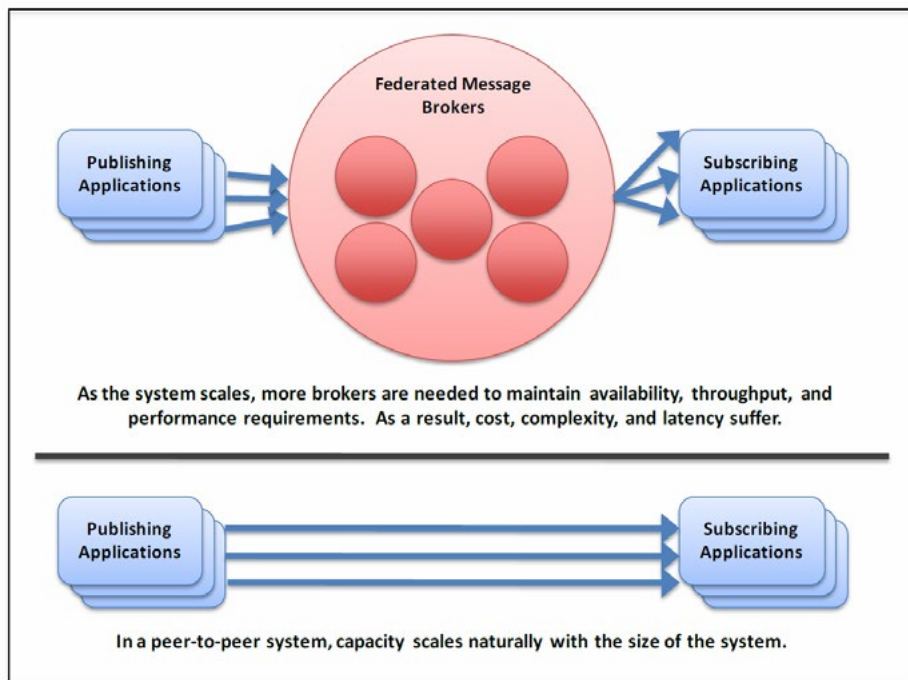 Federated Message
Brokers
Publishing
Applications
Subscribing
Applications
As the system scales, more brokers are needed to maintain availability, throughput, and
performance requirements. As a result, cost, complexity, and latency suffer.
Publishing
Applications
Subscribing
Applications
In a peer-to-peer system, capacity scales naturally with the size of the system.